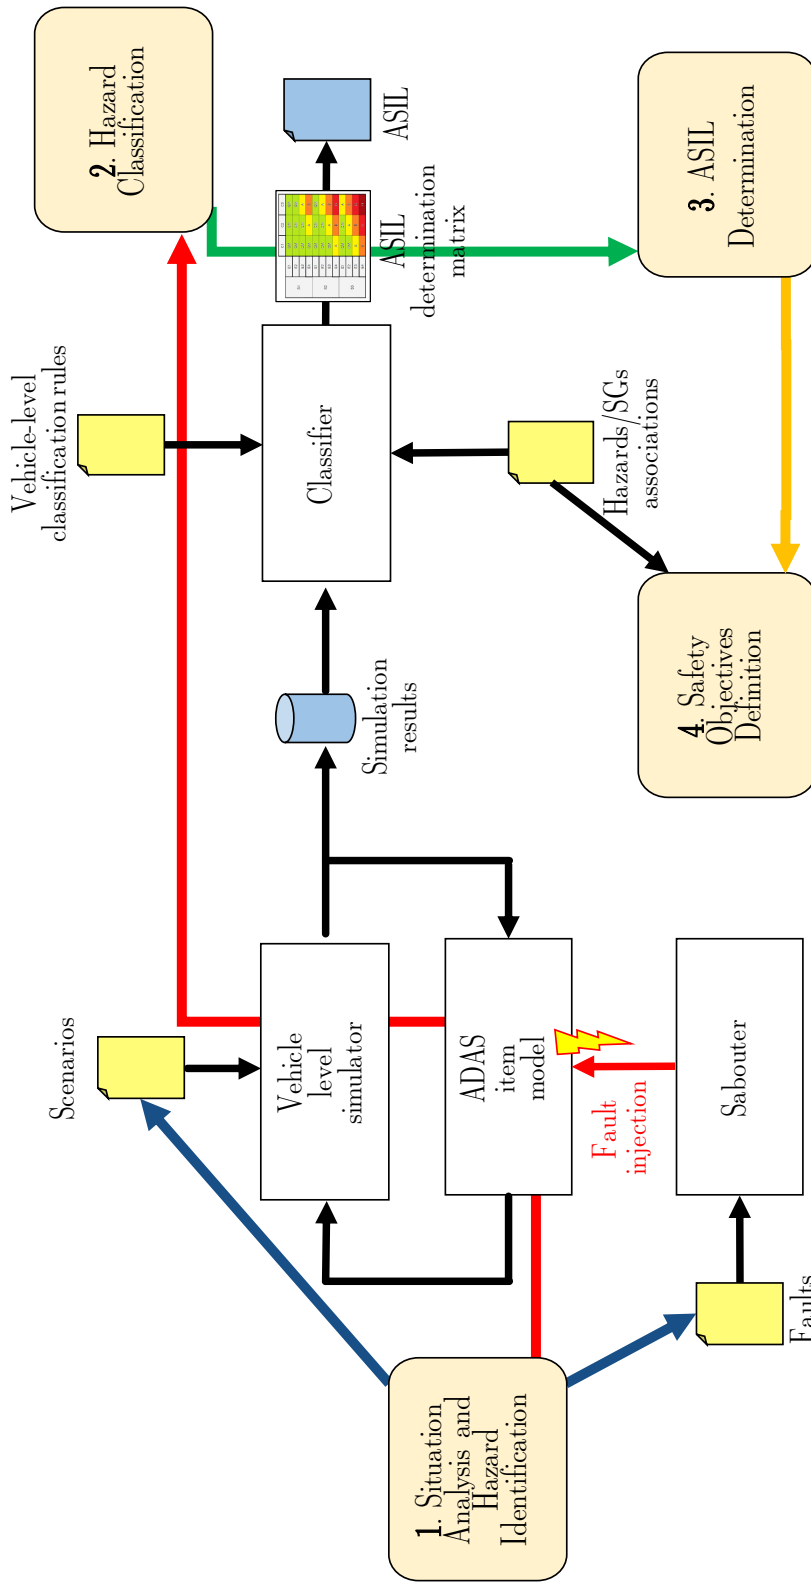 1. Situation
Analysis and
Hazard
Identification
Scenarios
Vehicle
level
simulator
ADAS
item
model
Fault
injection
Sabouter
Faults
Simulation
results
Vehicle-level
classification rules
Classifier
Hazards/SGs
associations
ASIL
determination
matrix
ASIL
2. Hazard
Classification
3. ASIL
Determination
4. Safety
Objectives
Definition